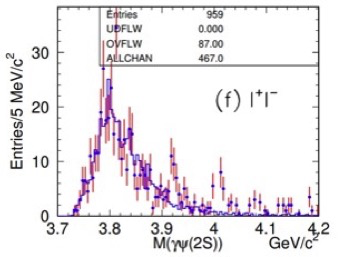 Entries 959
UDFLW 0.000
OVFLW 87.00
ALLCHAN 467.0
(f) l⁺l⁻
Entries/5 MeV/c²
30
20
10
0
3.7 3.8 3.9 4 4.1 4.2
M(γψ(2S)) GeV/c²